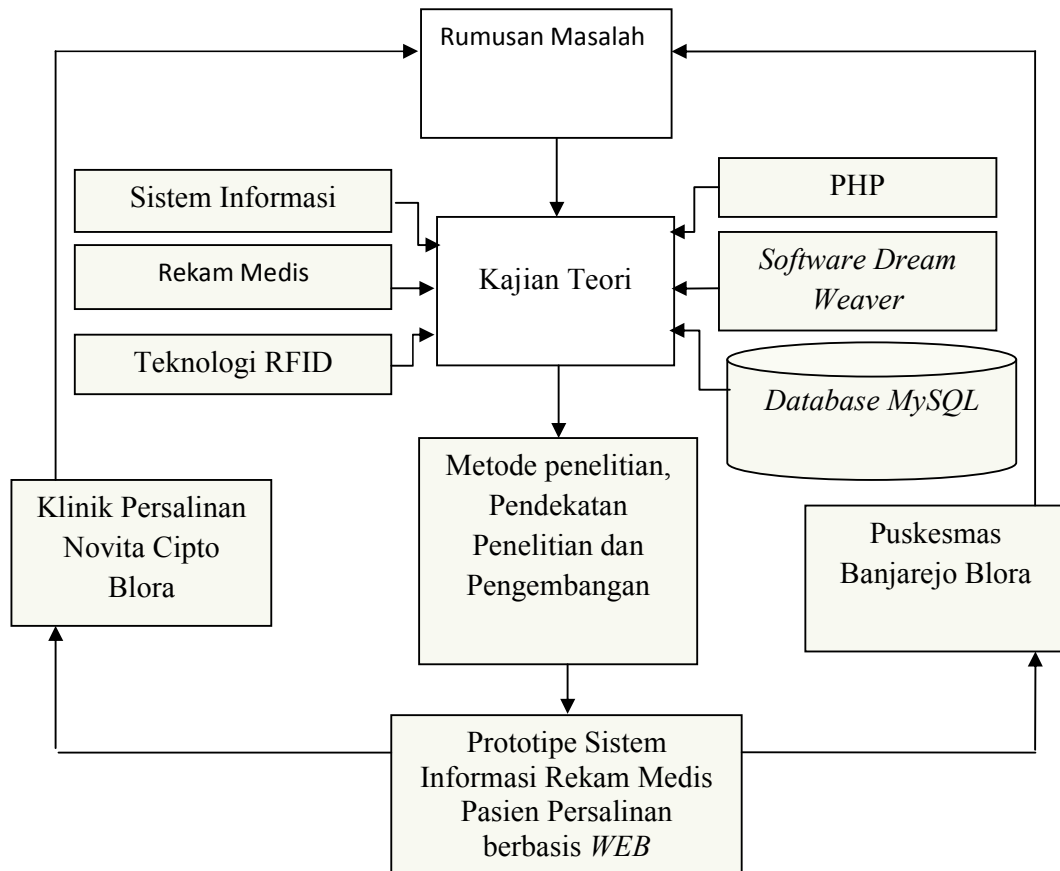 Rumusan Masalah
Sistem Informasi
Rekam Medis
Teknologi RFID
Kajian Teori
PHP
Software Dream
Weaver
Database MySQL
Metode penelitian,
Pendekatan
Penelitian dan
Pengembangan
Klinik Persalinan
Novita Cipto
Blora
Puskesmas
Banjarejo Blora
Prototipe Sistem
Informasi Rekam Medis
Pasien Persalinan
berbasis WEB